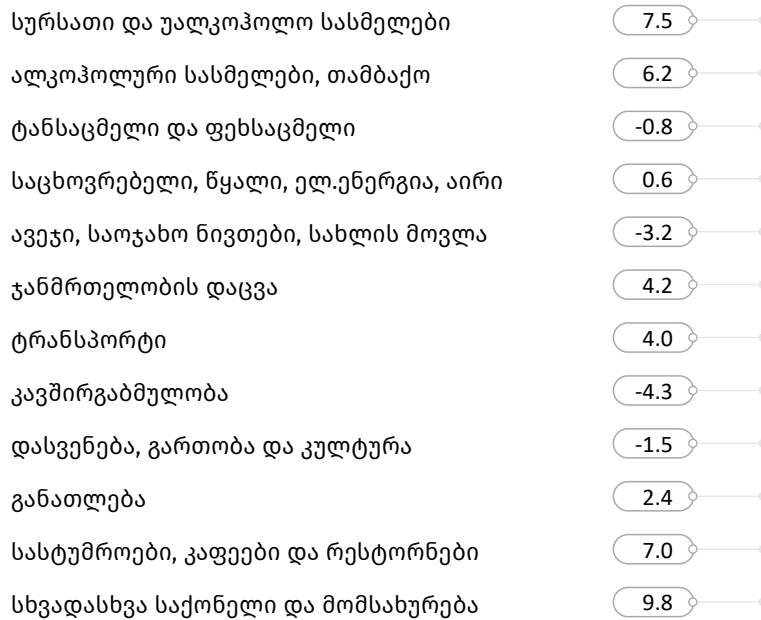 სურსათი და უალკოჰოლო სასმელები 7.5
ალკოჰოლური სასმელები, თამბაქო 6.2
ტანსაცმელი და ფეხსაცმელი -0.8
საცხოვრებელი, წყალი, ელ.ენერგია, აირი 0.6
ავეჯი, საოჯახო ნივთები, სახლის მოვლა -3.2
ჯანმრთელობის დაცვა 4.2
ტრანსპორტი 4.0
კავშირგაბმულობა -4.3
დასვენება, გართობა და კულტურა -1.5
განათლება 2.4
სასტუმროები, კაფეები და რესტორნები 7.0
სხვადასხვა საქონელი და მომსახურება 9.8